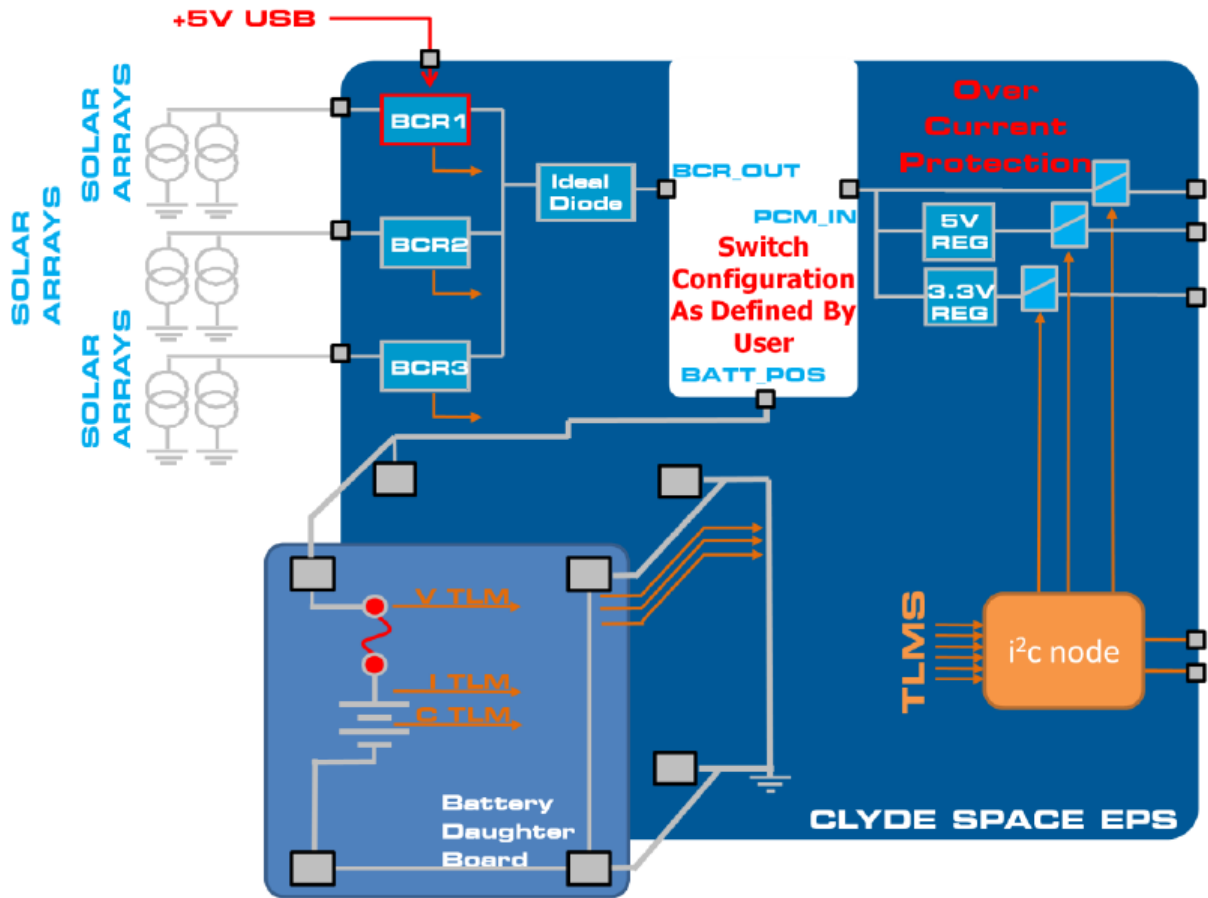 +5V USB
SOLAR
ARRAYS
SOLAR
ARRAYS
SOLAR
ARRAYS
BCR1
BCR2
BCR3
Ideal
Diode
BCR_OUT
PCM_IN
Switch
Configuration
As Defined By
User
BATT_POS
Over
Current
Protection
5V
REG
3.3V
REG
V TLM
I TLM
C TLM
Battery
Daughter
Board
TLMS
i²c node
CLYDE SPACE EPS